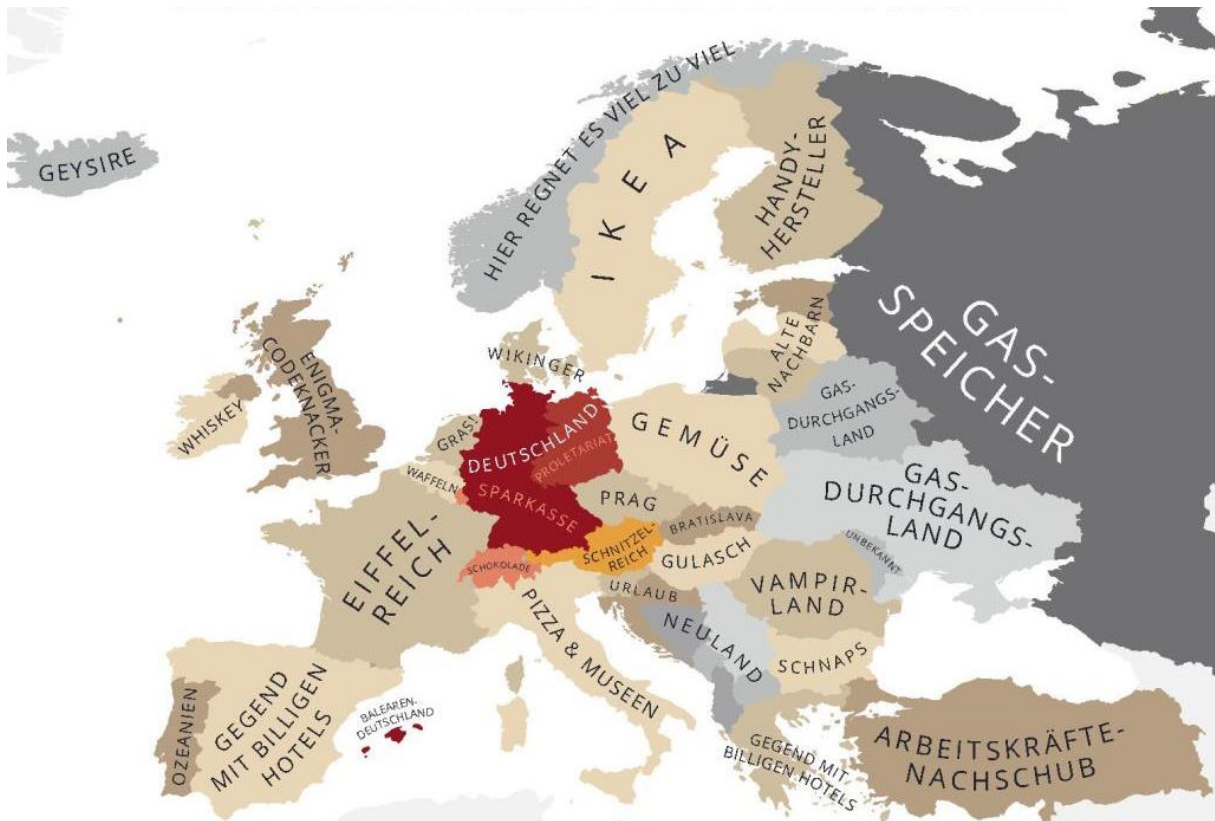 GEYSIRE
HIER REGNET ES VIEL ZU VIEL
IKEA
HANDY-
HERSTELLER
GAS-
SPEICHER
ALTE
NACHBARN
WIKINGER
ENIGMA-
CODEKNACKER
WHISKEY
GRAS!
WAFFELN
DEUTSCHLAND
PROLETARIAT
SPARKASSE
GEMÜSE
GAS-
DURCHGANGS-
LAND
GAS-
DURCHGANGS-
LAND
PRAG
BRATISLAVA
SCHNITZEL-
REICH
GULASCH
UNBEKANNT
SCHOKOLADE
EIFFEL-
REICH
URLAUB
VAMPIR-
LAND
PIZZA & MUSEEN
NEULAND
SCHNAPS
OZEANIEN
GEGEND
MIT BILLIGEN
HOTELS
BALEAREN-
DEUTSCHLAND
GEGEND MIT
BILLIGEN HOTELS
ARBEITSKRÄFTE-
NACHSCHUB